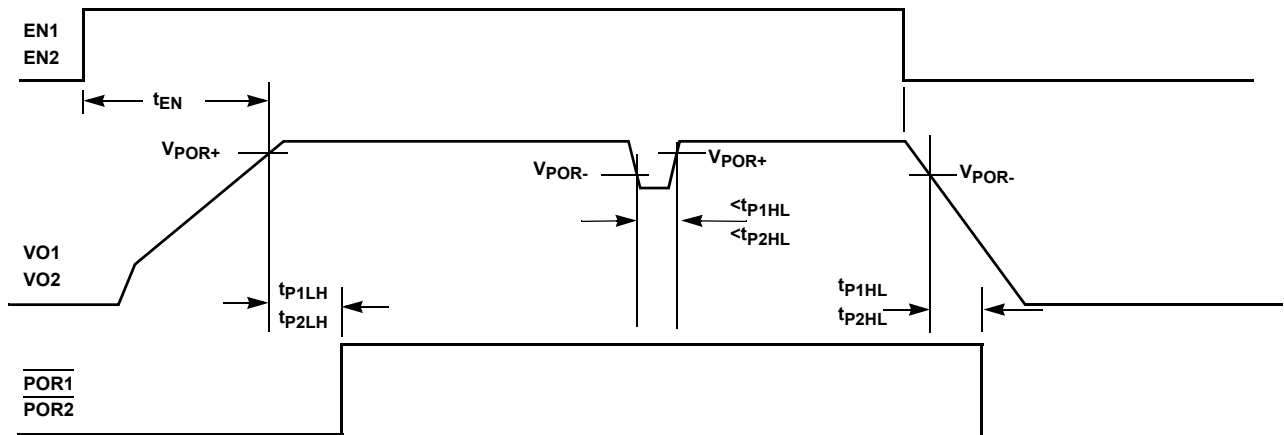 EN1
EN2
tEN
VPOR+
VPOR-
VPOR+
VPOR-
<tP1HL
<tP2HL
VO1
VO2
tP1LH
tP2LH
tP1HL
tP2HL
POR1
POR2